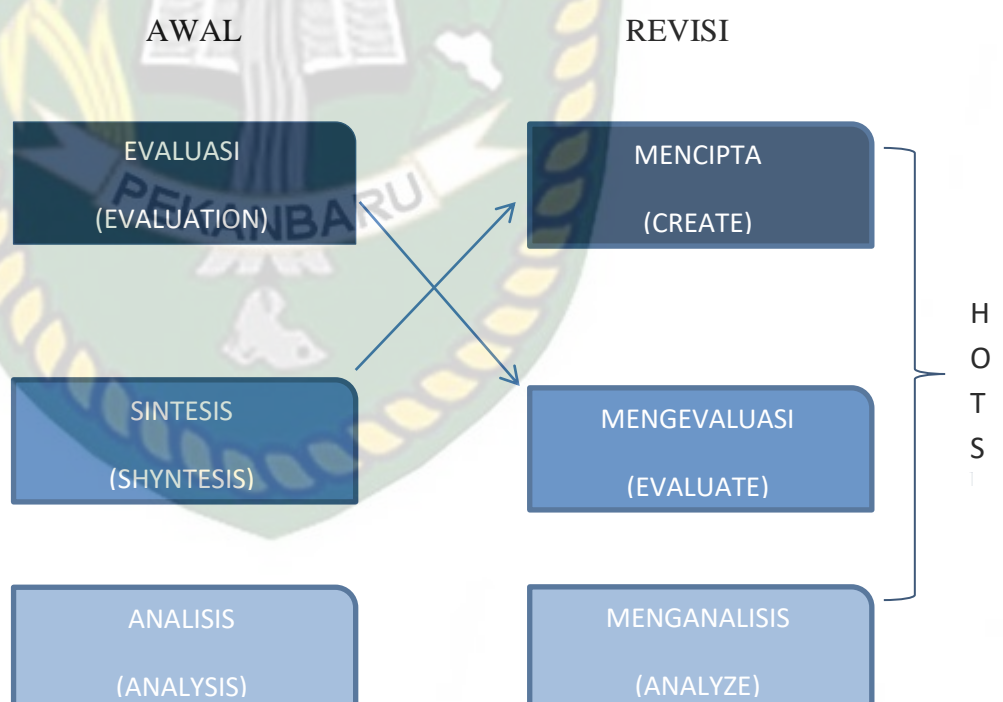 AWAL
REVISI
EVALUASI
(EVALUATION)
MENCIPTA
(CREATE)
PEKANBARU
SINTESIS
(SHYNTESIS)
MENGEVALUASI
(EVALUATE)
H
O
T
S
ANALISIS
(ANALYSIS)
MENGANALISIS
(ANALYZE)